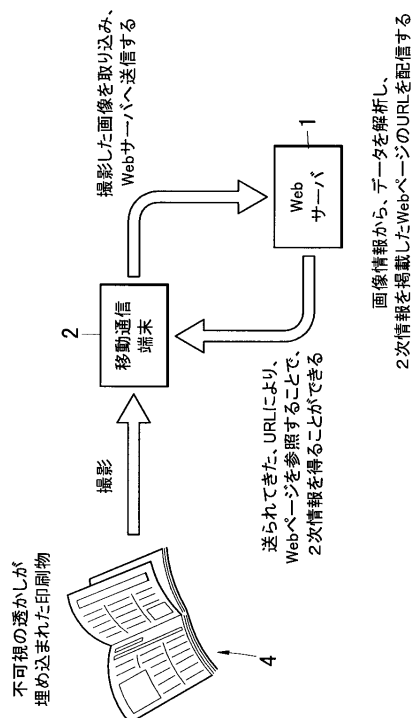 不可視の透かしが
埋め込まれた印刷物
4
撮影
2
移動通信
端末
撮影した画像を取り込み、
Webサーバへ送信する
1
Web
サーバ
送られてきた、URLにより、
Webページを参照することで、
2次情報を得ることができる
画像情報から、データを解析し、
2次情報を掲載したWebページのURLを配信する